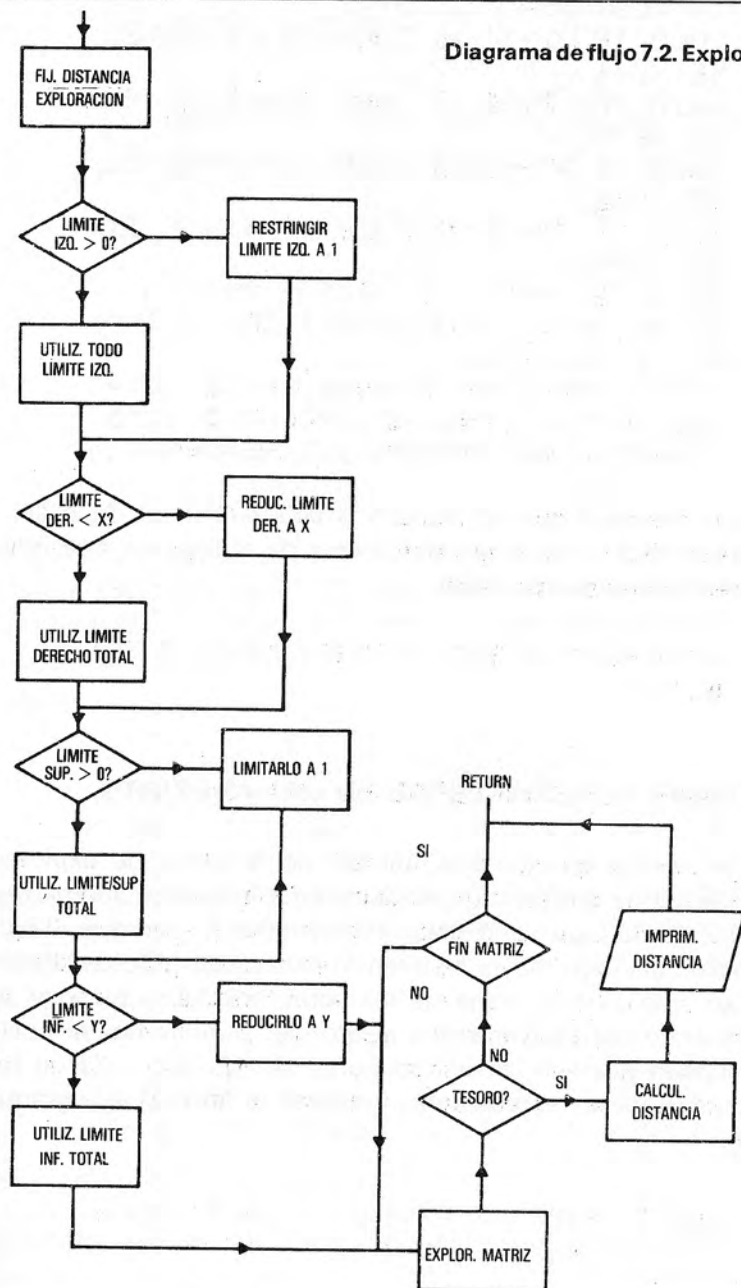 Diagrama de flujo 7.2. Explo
FIJ. DISTANCIA
EXPLORACION
LIMITE
IZQ. > 0?
RESTRINGIR
LIMITE IZQ. A 1
UTILIZ. TODO
LIMITE IZQ.
LIMITE
DER. < X?
REDUC. LIMITE
DER. A X
UTILIZ. LIMITE
DERECHO TOTAL
LIMITE
SUP. > 0?
LIMITARLO A 1
RETURN
SI
UTILIZ. LIMITE/SUP
TOTAL
FIN MATRIZ
IMPRIM.
DISTANCIA
NO
LIMITE
INF. < Y?
REDUCIRLO A Y
NO
TESORO?
SI
CALCUL.
DISTANCIA
UTILIZ. LIMITE
INF. TOTAL
EXPLOR. MATRIZ